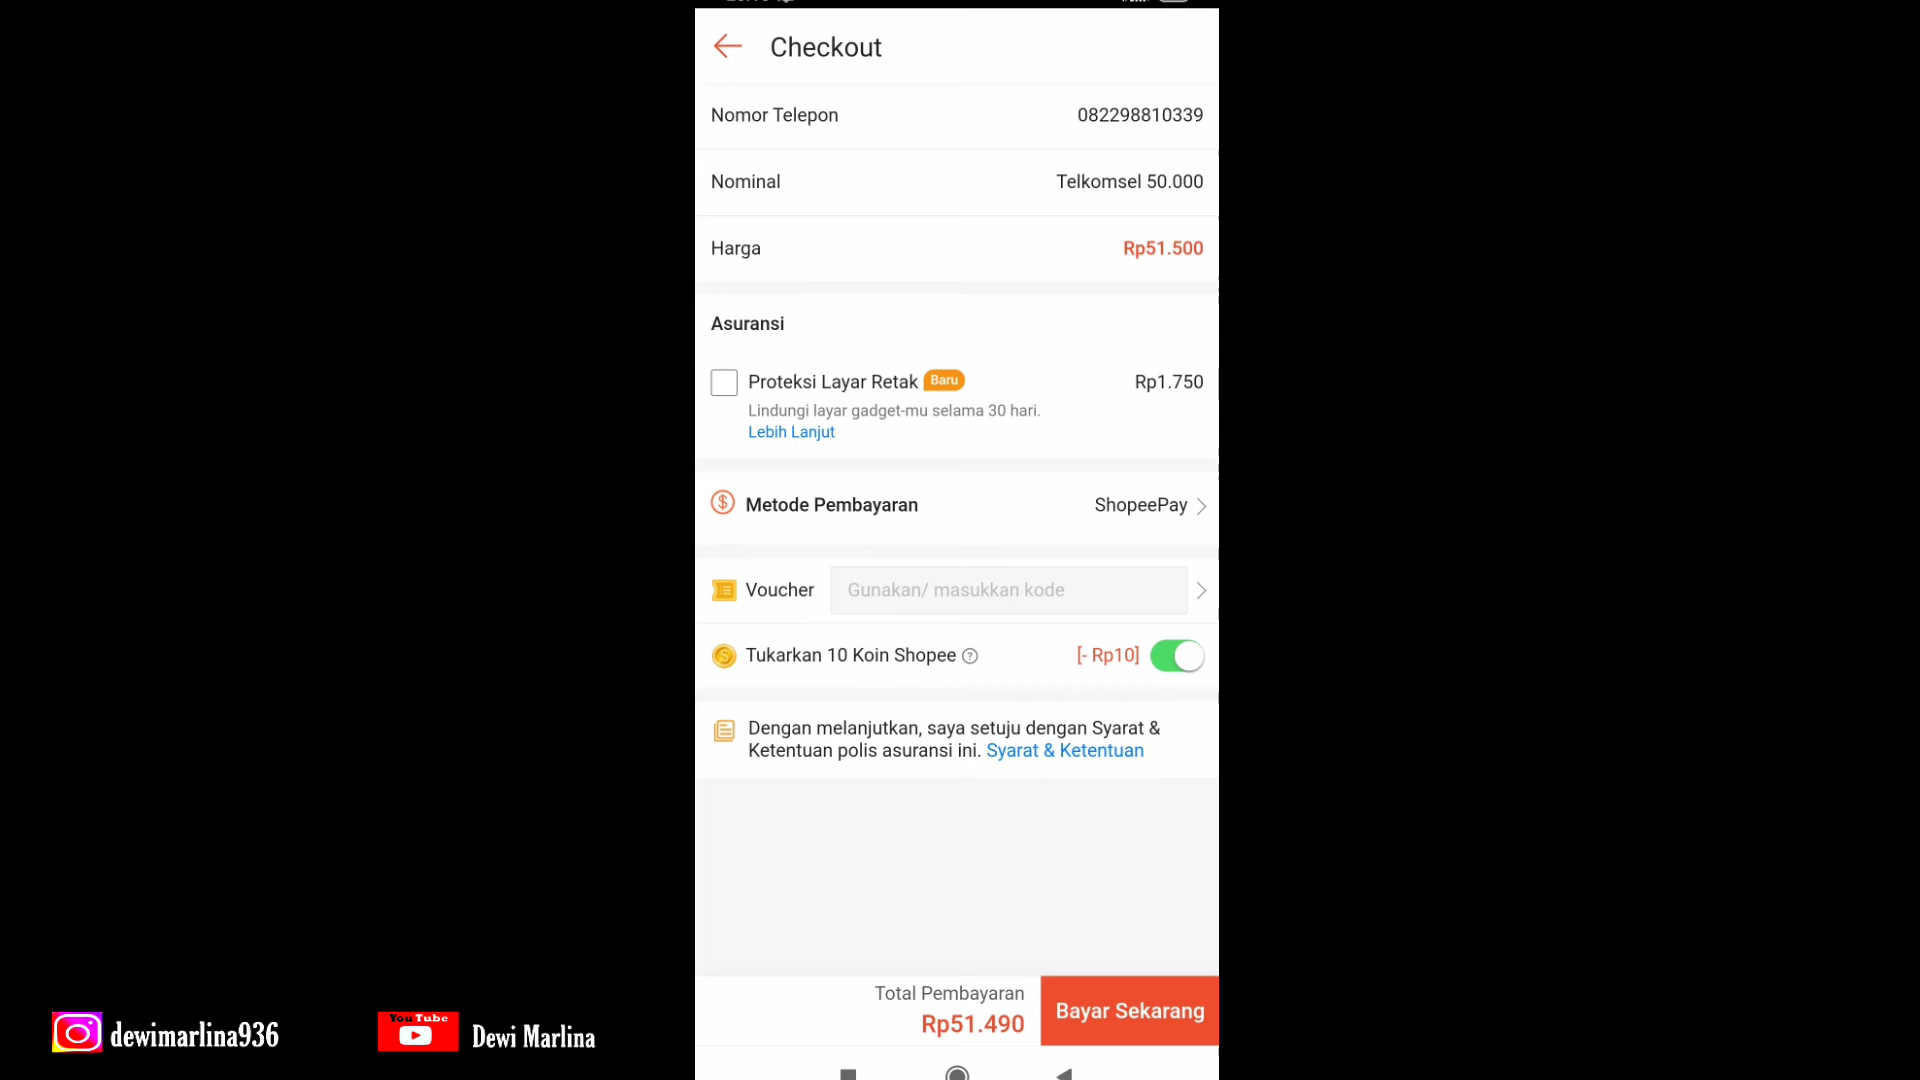 Checkout
Nomor Telepon 082298810339
Nominal Telkomsel 50.000
Harga Rp51.500
Asuransi
Proteksi Layar Retak Baru Rp1.750
Lindungi layar gadget-mu selama 30 hari.
Lebih Lanjut
Metode Pembayaran ShopeePay
Voucher Gunakan/ masukkan kode
Tukarkan 10 Koin Shopee [- Rp10]
Dengan melanjutkan, saya setuju dengan Syarat &
Ketentuan polis asuransi ini. Syarat & Ketentuan
Total Pembayaran
Rp51.490
Bayar Sekarang
dewimarlina936
YouTube
Dewi Marlina